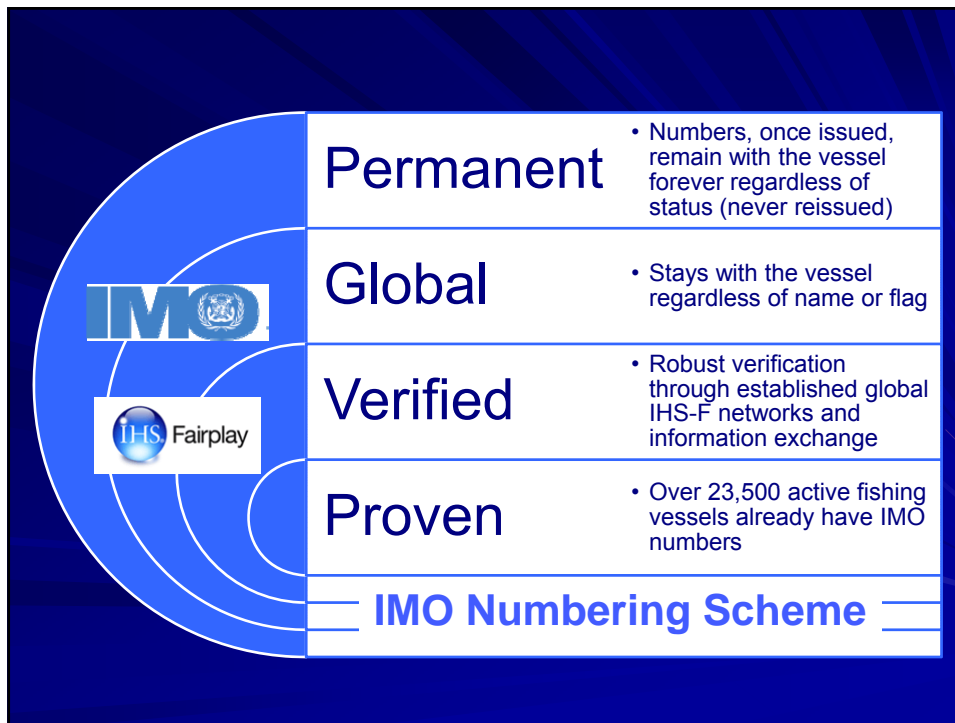 Permanent
• Numbers, once issued,
remain with the vessel
forever regardless of
status (never reissued)
IMO
Global
• Stays with the vessel
regardless of name or flag
IHS Fairplay
Verified
• Robust verification
through established global
IHS-F networks and
information exchange
Proven
• Over 23,500 active fishing
vessels already have IMO
numbers
IMO Numbering Scheme